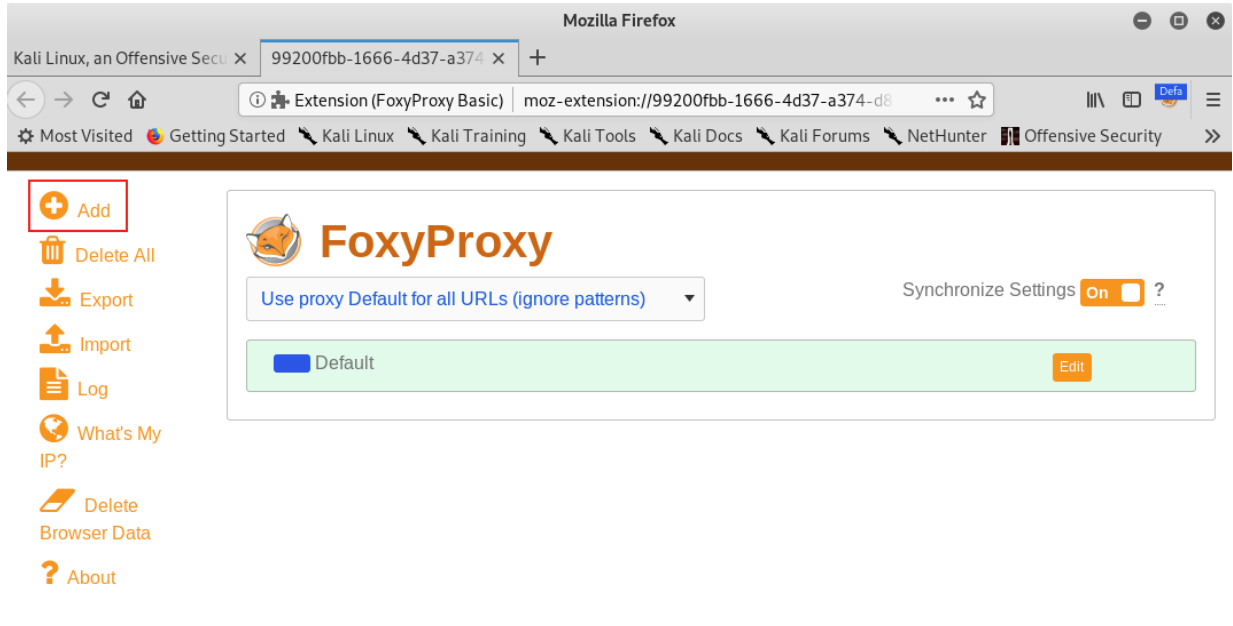 Mozilla Firefox
Kali Linux, an Offensive Secu
99200fbb-1666-4d37-a374
Extension (FoxyProxy Basic) moz-extension://99200fbb-1666-4d37-a374-d8
Defa
Most Visited Getting Started Kali Linux Kali Training Kali Tools Kali Docs Kali Forums NetHunter Offensive Security
Add
Delete All
Export
Import
Log
What's My
IP?
Delete
Browser Data
About
FoxyProxy
Use proxy Default for all URLs (ignore patterns)
Synchronize Settings On ?
Default
Edit